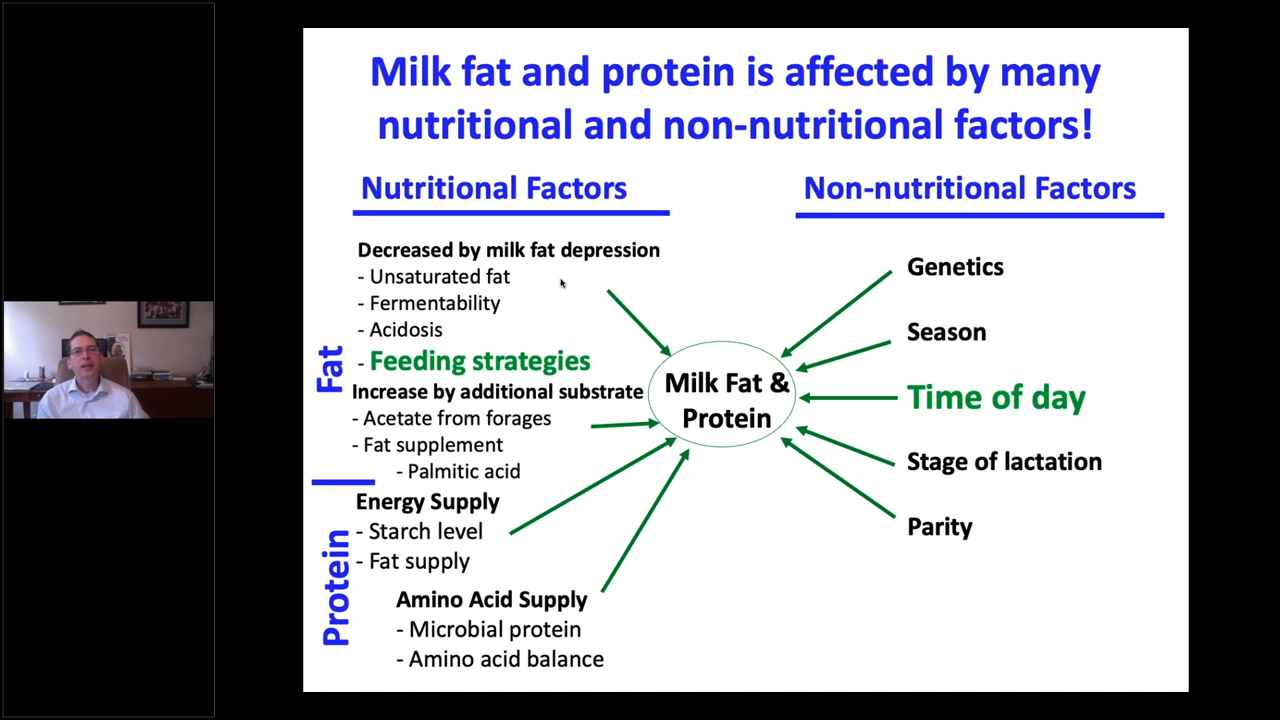 Milk fat and protein is affected by many
nutritional and non-nutritional factors!
Nutritional Factors
Non-nutritional Factors
Fat
Decreased by milk fat depression
- Unsaturated fat
- Fermentability
- Acidosis
- Feeding strategies
Increase by additional substrate
- Acetate from forages
- Fat supplement
- Palmitic acid
Protein
Energy Supply
- Starch level
- Fat supply
Amino Acid Supply
- Microbial protein
- Amino acid balance
Milk Fat &
Protein
Genetics
Season
Time of day
Stage of lactation
Parity